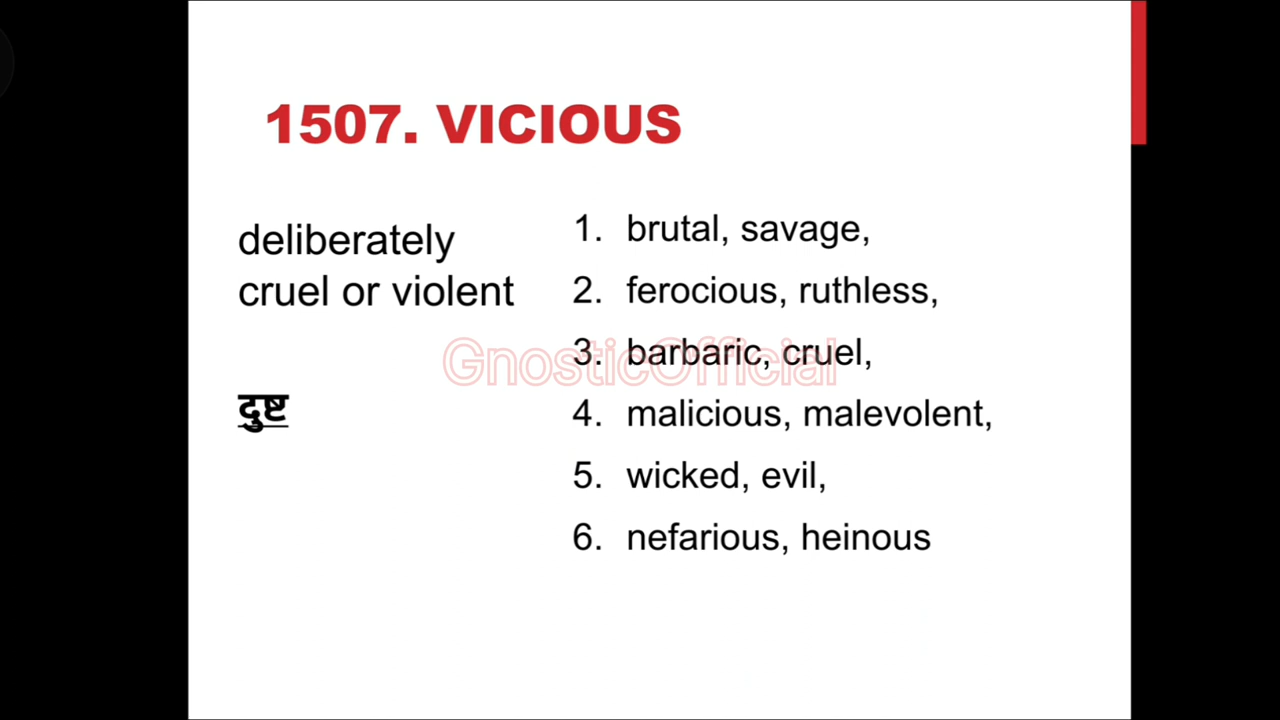 1507. VICIOUS
deliberately
cruel or violent
दुष्ट
1. brutal, savage,
2. ferocious, ruthless,
3. barbaric, cruel,
4. malicious, malevolent,
5. wicked, evil,
6. nefarious, heinous
GnosticOfficial